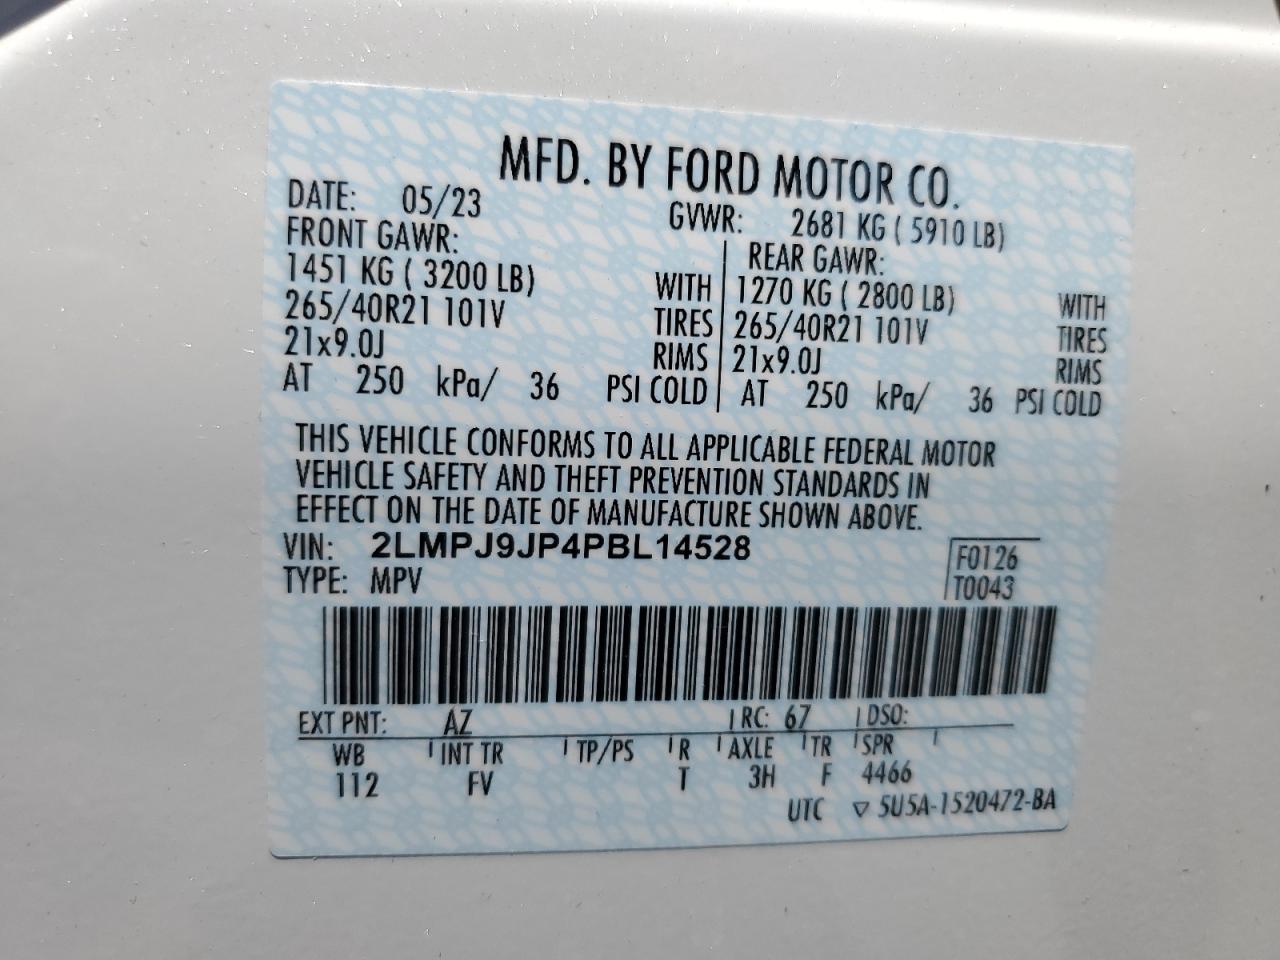 MFD. BY FORD MOTOR CO.
DATE: 05/23 GVWR: 2681 KG ( 5910 LB)
FRONT GAWR: REAR GAWR:
1451 KG ( 3200 LB) WITH 1270 KG ( 2800 LB) WITH
265/40R21 101V TIRES 265/40R21 101V TIRES
21x9.0J RIMS 21x9.0J RIMS
AT 250 kPa/ 36 PSI COLD AT 250 kPa/ 36 PSI COLD
THIS VEHICLE CONFORMS TO ALL APPLICABLE FEDERAL MOTOR
VEHICLE SAFETY AND THEFT PREVENTION STANDARDS IN
EFFECT ON THE DATE OF MANUFACTURE SHOWN ABOVE.
VIN: 2LMPJ9JP4PBL14528 F0126
TYPE: MPV T0043
EXT PNT: AZ RC: 67 DSO:
WB INT TR TP/PS R AXLE TR SPR
112 FV T 3H F 4466
UTC ▽ 5U5A-1520472-BA